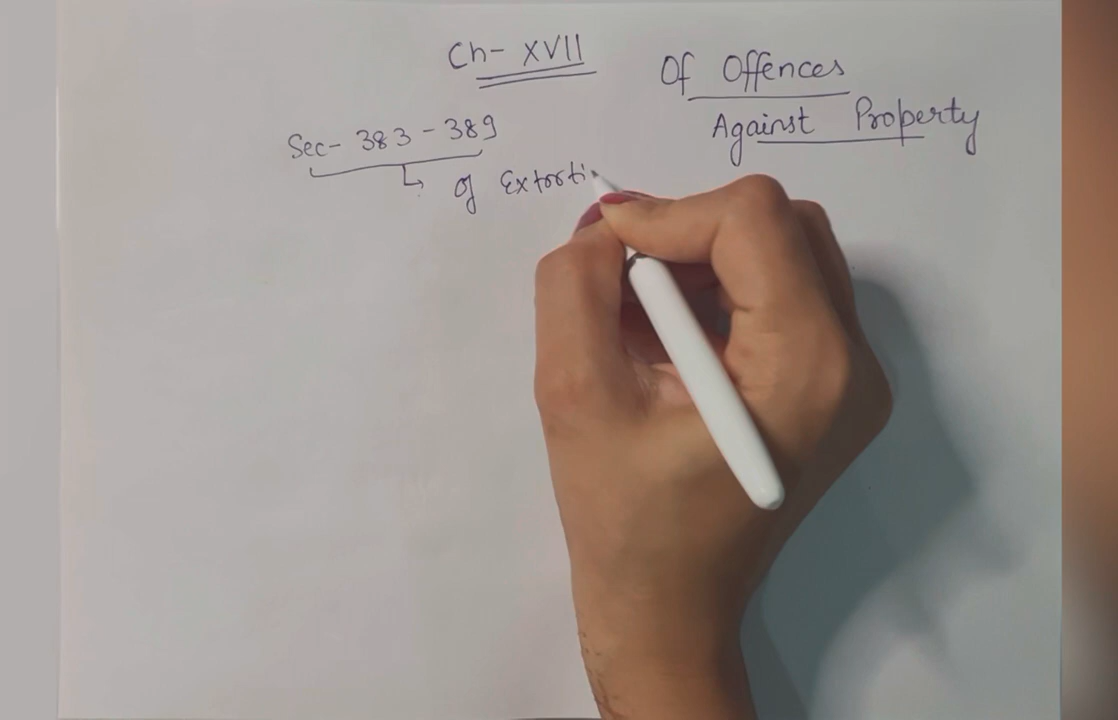 Ch- XVII
Of Offences
Against Property
Sec- 383 - 389
↳ of Extorti